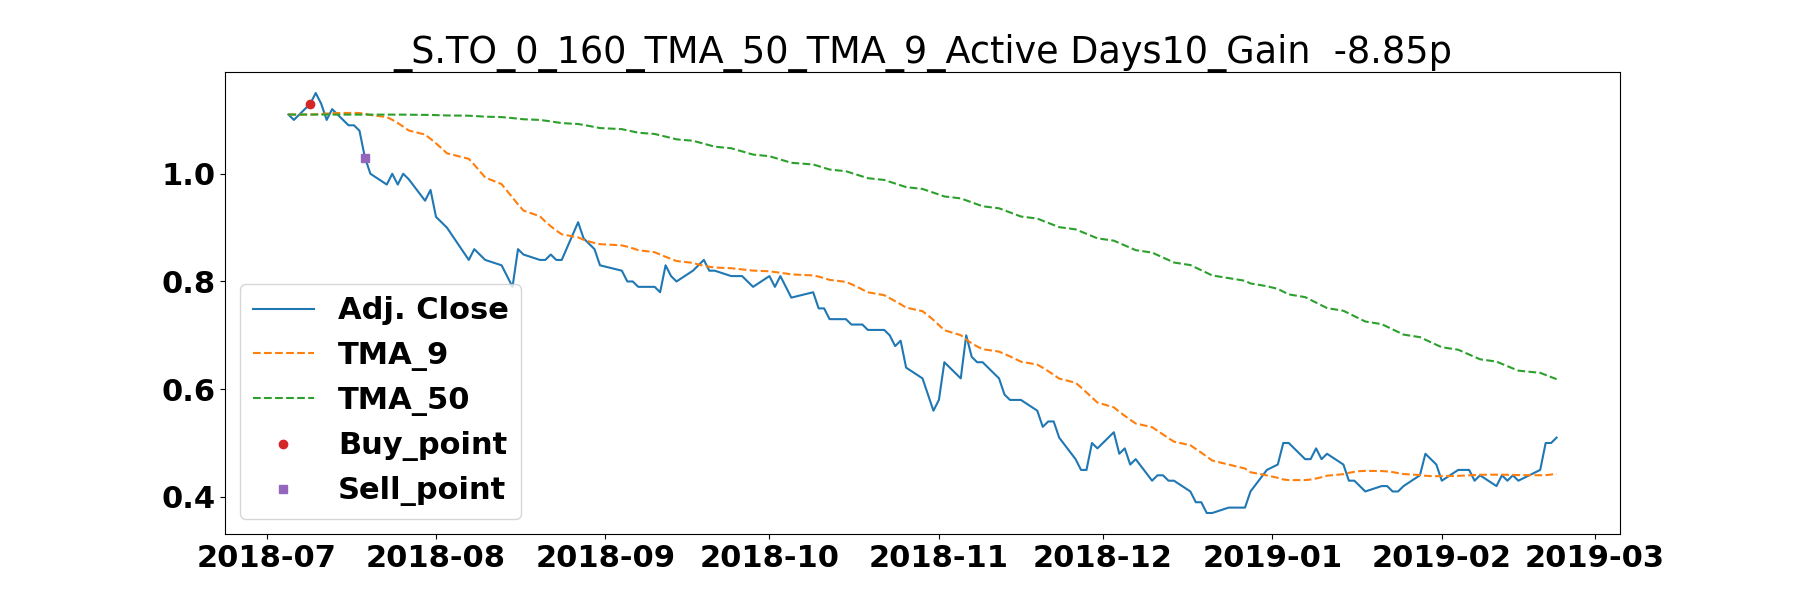 _S.TO_0_160_TMA_50_TMA_9_Active Days10_Gain  -8.85p
1.0
0.8
0.6
0.4
Adj. Close
TMA_9
TMA_50
Buy_point
Sell_point
2018-07 2018-08 2018-09 2018-10 2018-11 2018-12 2019-01 2019-02 2019-03